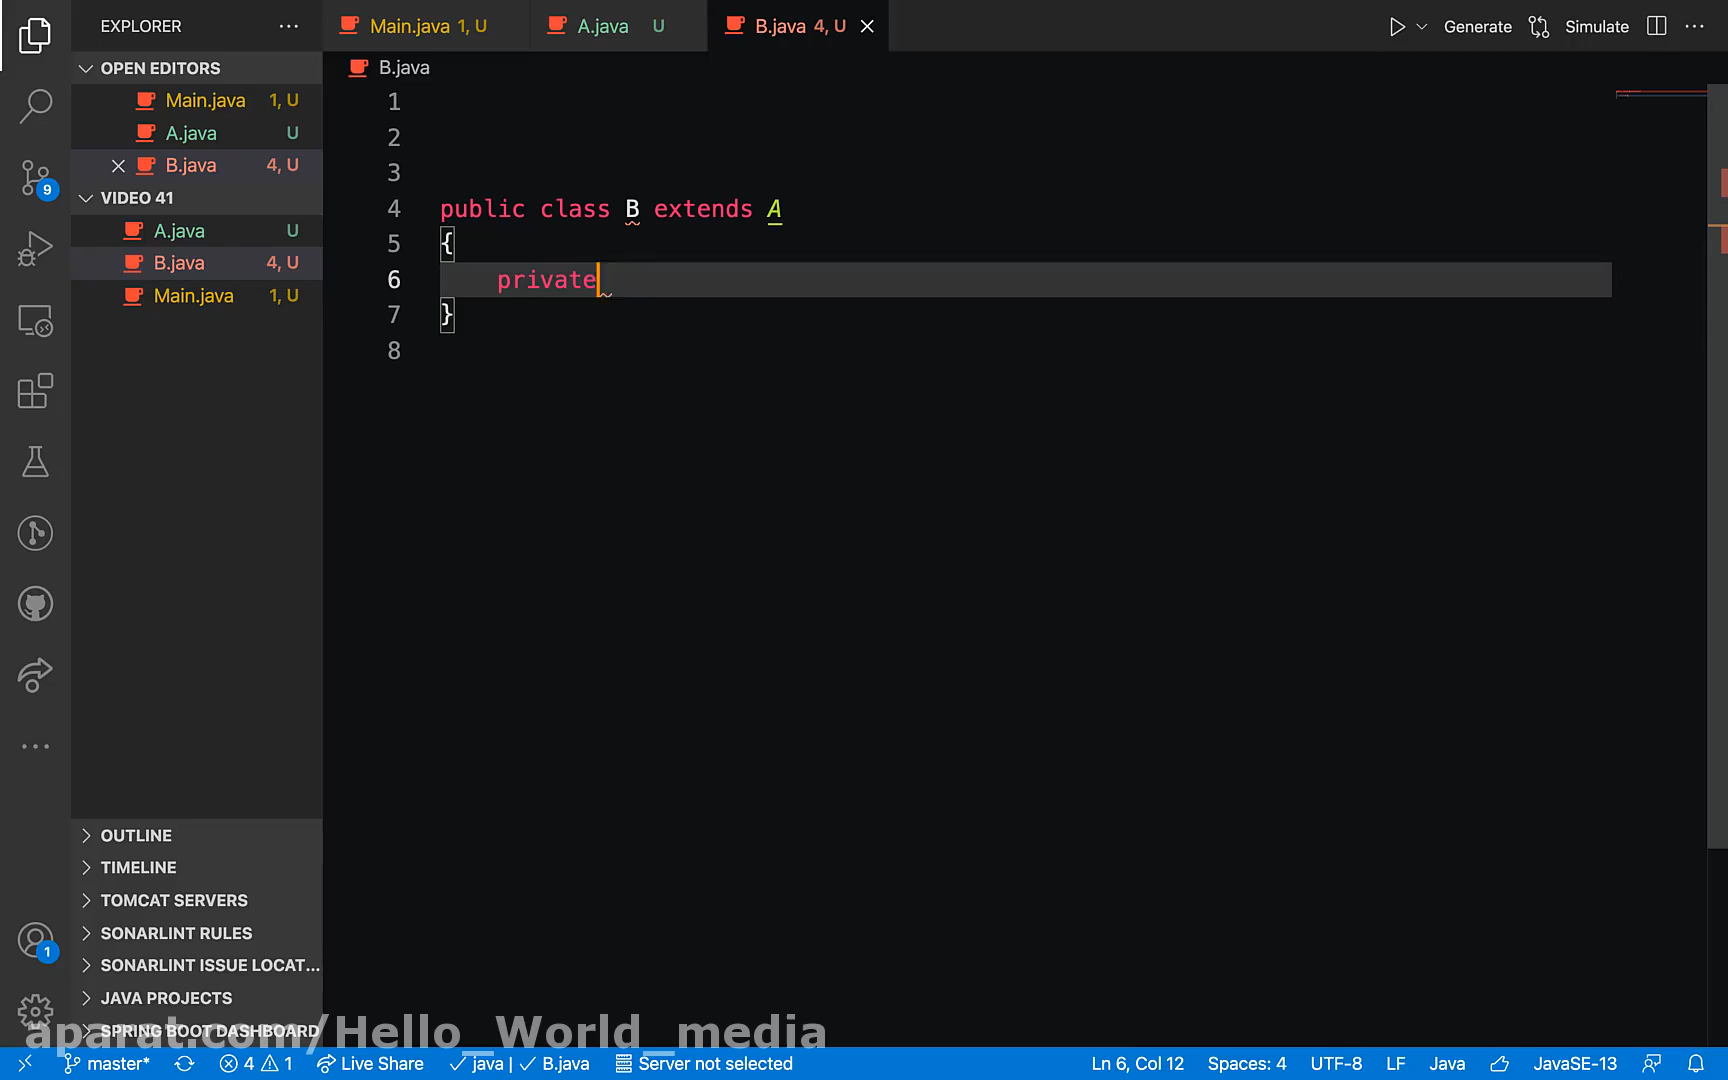 EXPLORER
Main.java 1, U
A.java U
B.java 4, U
Generate
Simulate
OPEN EDITORS
Main.java 1, U
A.java U
B.java 4, U
VIDEO 41
A.java U
B.java 4, U
Main.java 1, U
B.java
1
2
3
4 public class B extends A
5 {
6 private
7 }
8
9
1
OUTLINE
TIMELINE
TOMCAT SERVERS
SONARLINT RULES
SONARLINT ISSUE LOCAT...
JAVA PROJECTS
SPRING BOOT DASHBOARD
aparat.com/Hello_World_media
master* 4 1 Live Share java | B.java Server not selected Ln 6, Col 12 Spaces: 4 UTF-8 LF Java JavaSE-13